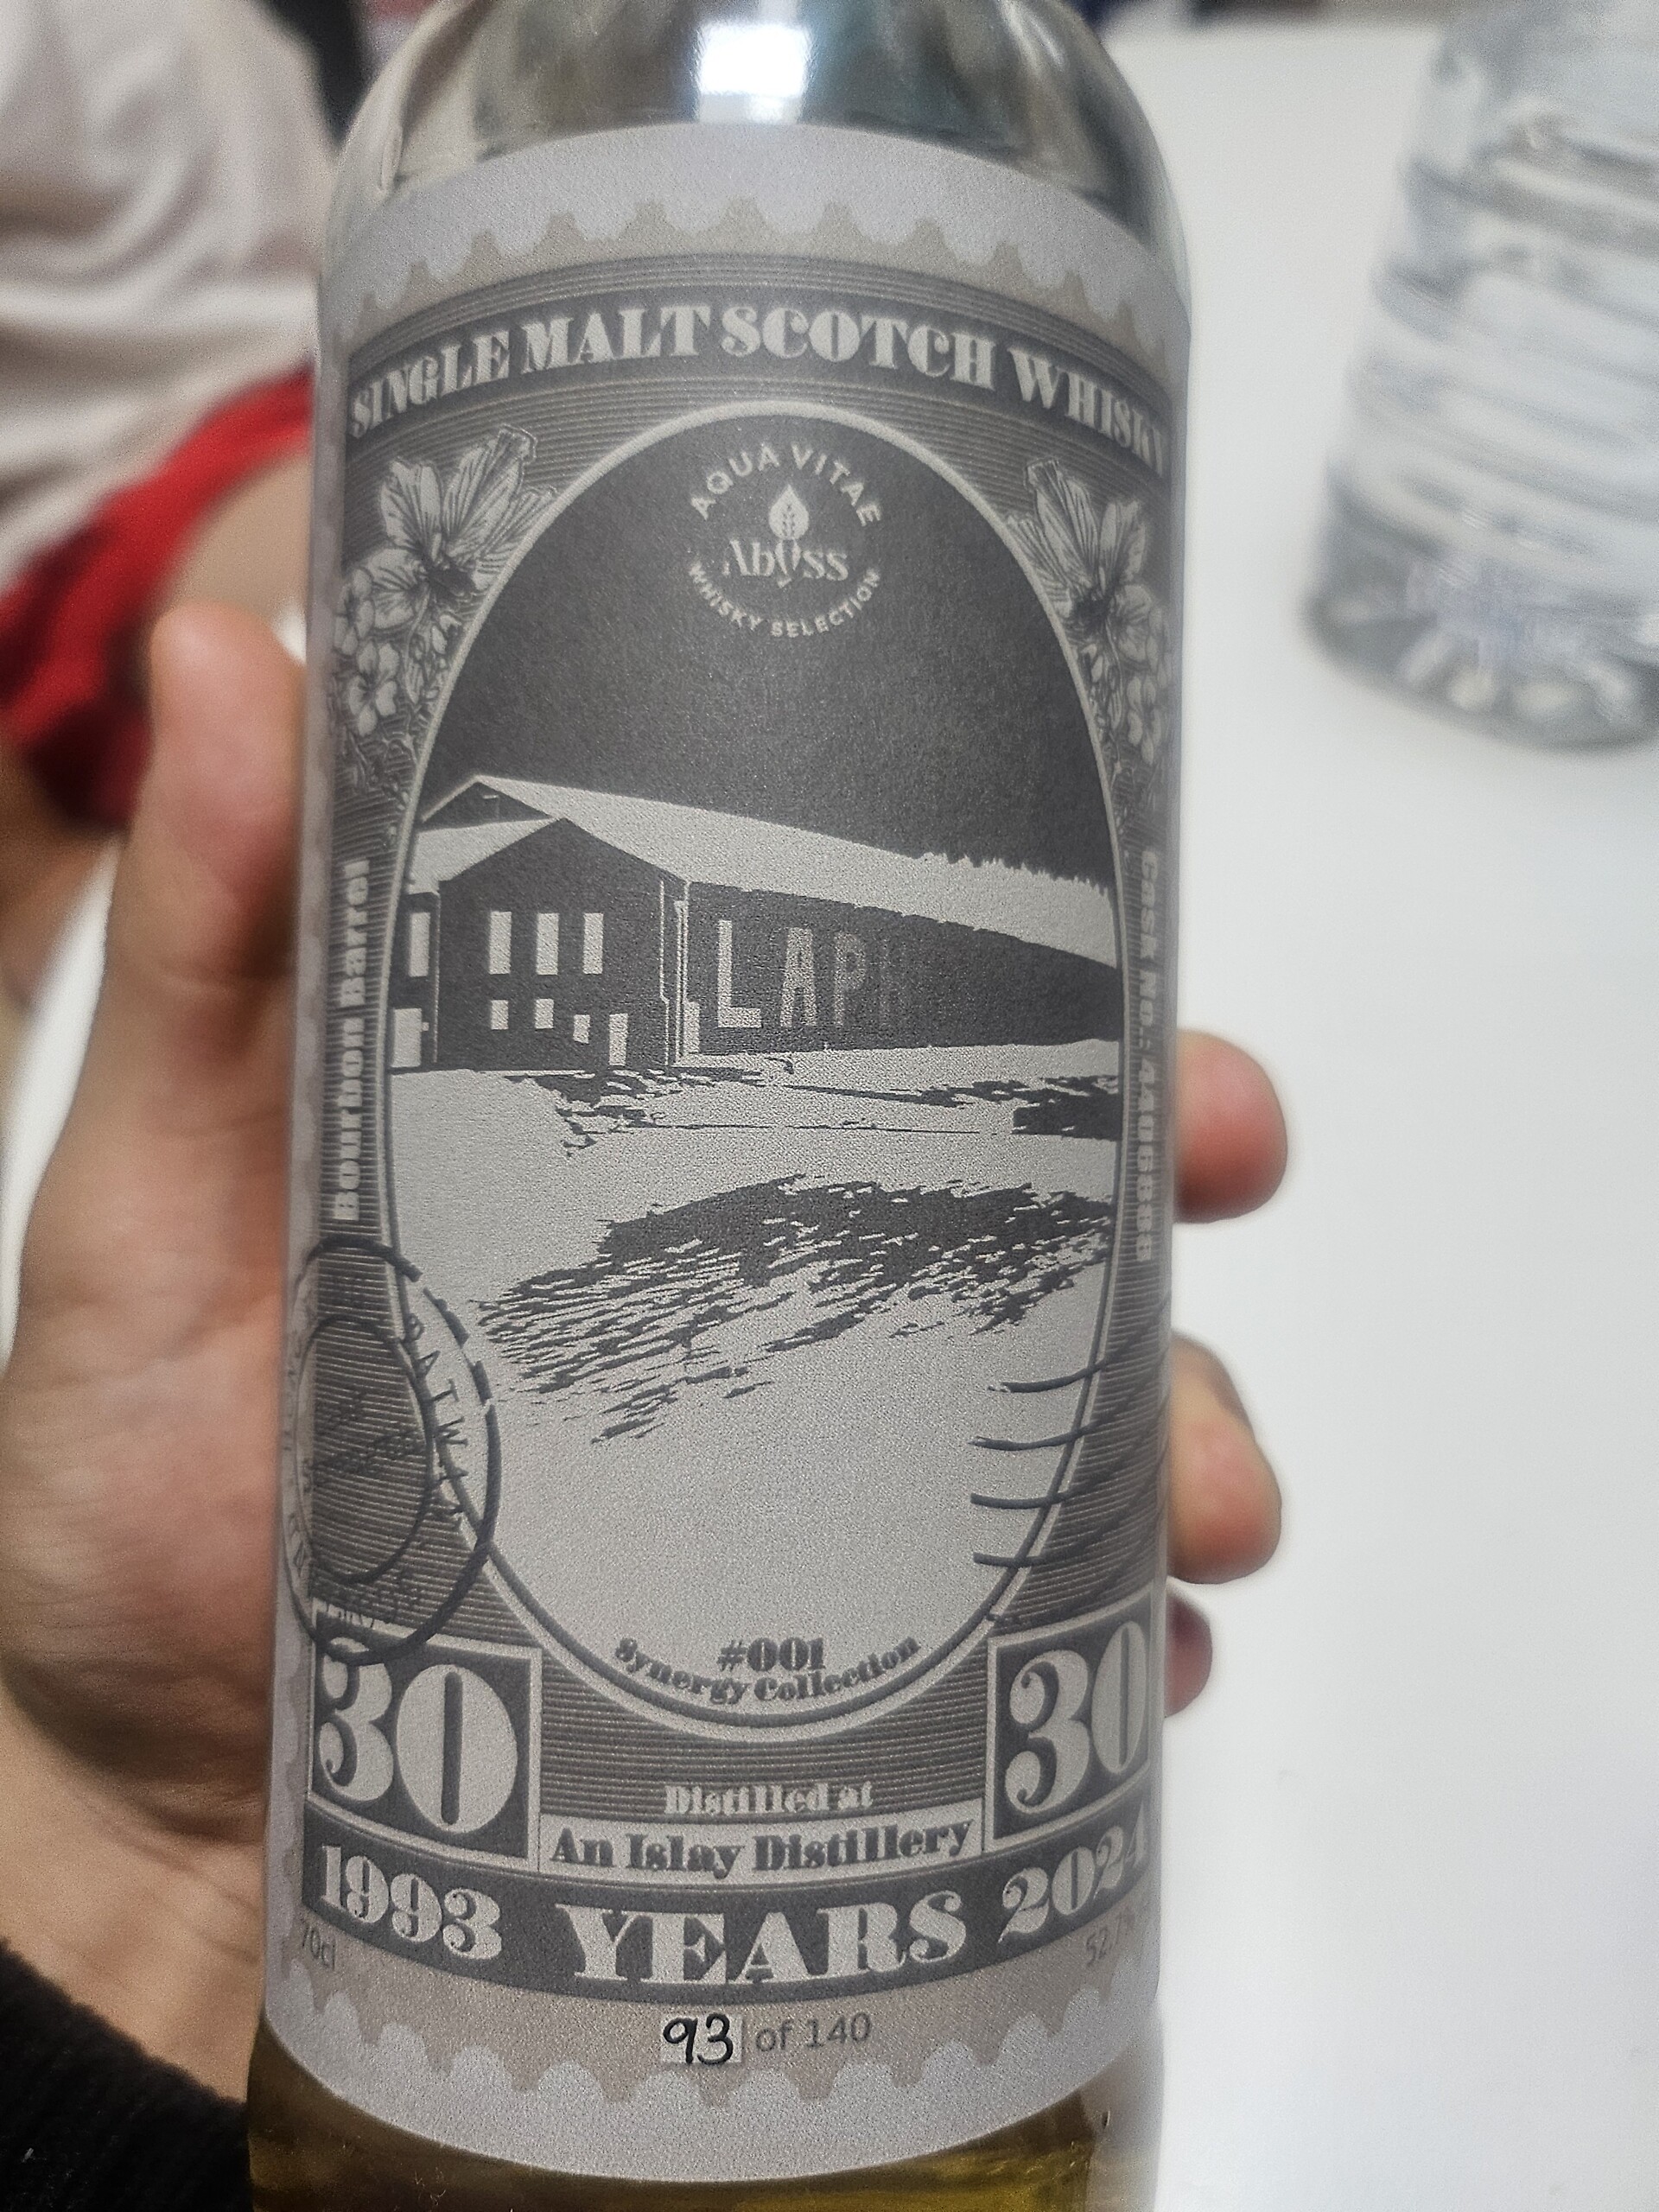 SINGLE MALT SCOTCH WHISKY
AQUA VITAE
Abyss
WHISKY SELECTION
Bourbon Barrel
LAPH
#001
Synergy Collection
30
30
Distilled at
An Islay Distillery
1993 YEARS 2024
70cl
93 of 140